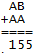 AB
+AA
====
. 155